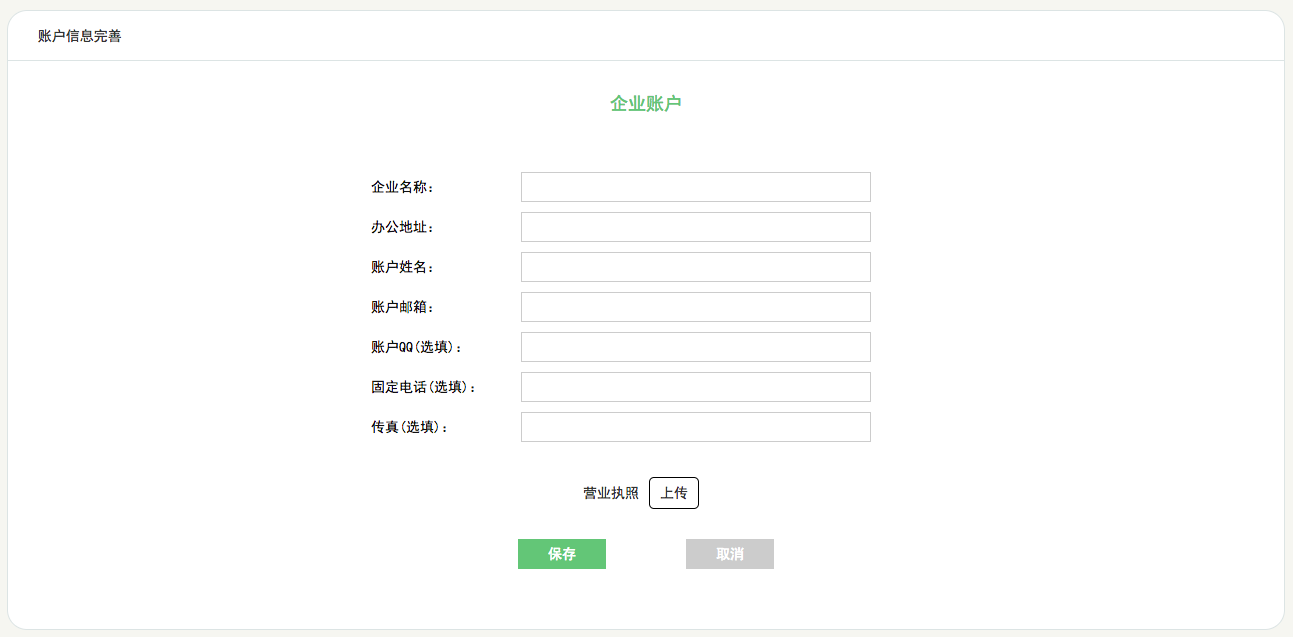 账户信息完善
企业账户
企业名称：
办公地址：
账户姓名：
账户邮箱：
账户QQ(选填)：
固定电话(选填)：
传真(选填)：
营业执照 上传
保存 取消